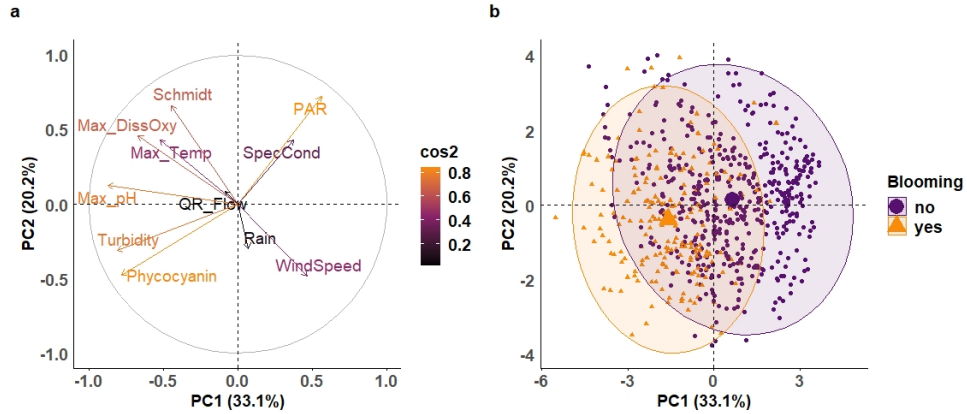 a
b
1.0
0.5
0.0
-0.5
-1.0
PC2 (20.2%)
Schmidt
PAR
Max_DissOxy
Max_Temp
SpecCond
Max_pH
QR_Flow
Turbidity
Rain
Phycocyanin
WindSpeed
-1.0 -0.5 0.0 0.5 1.0
PC1 (33.1%)
cos2
0.8
0.6
0.4
0.2
4
2
0
-2
-4
PC2 (20.2%)
-6 -3 0 3
PC1 (33.1%)
Blooming
no
yes